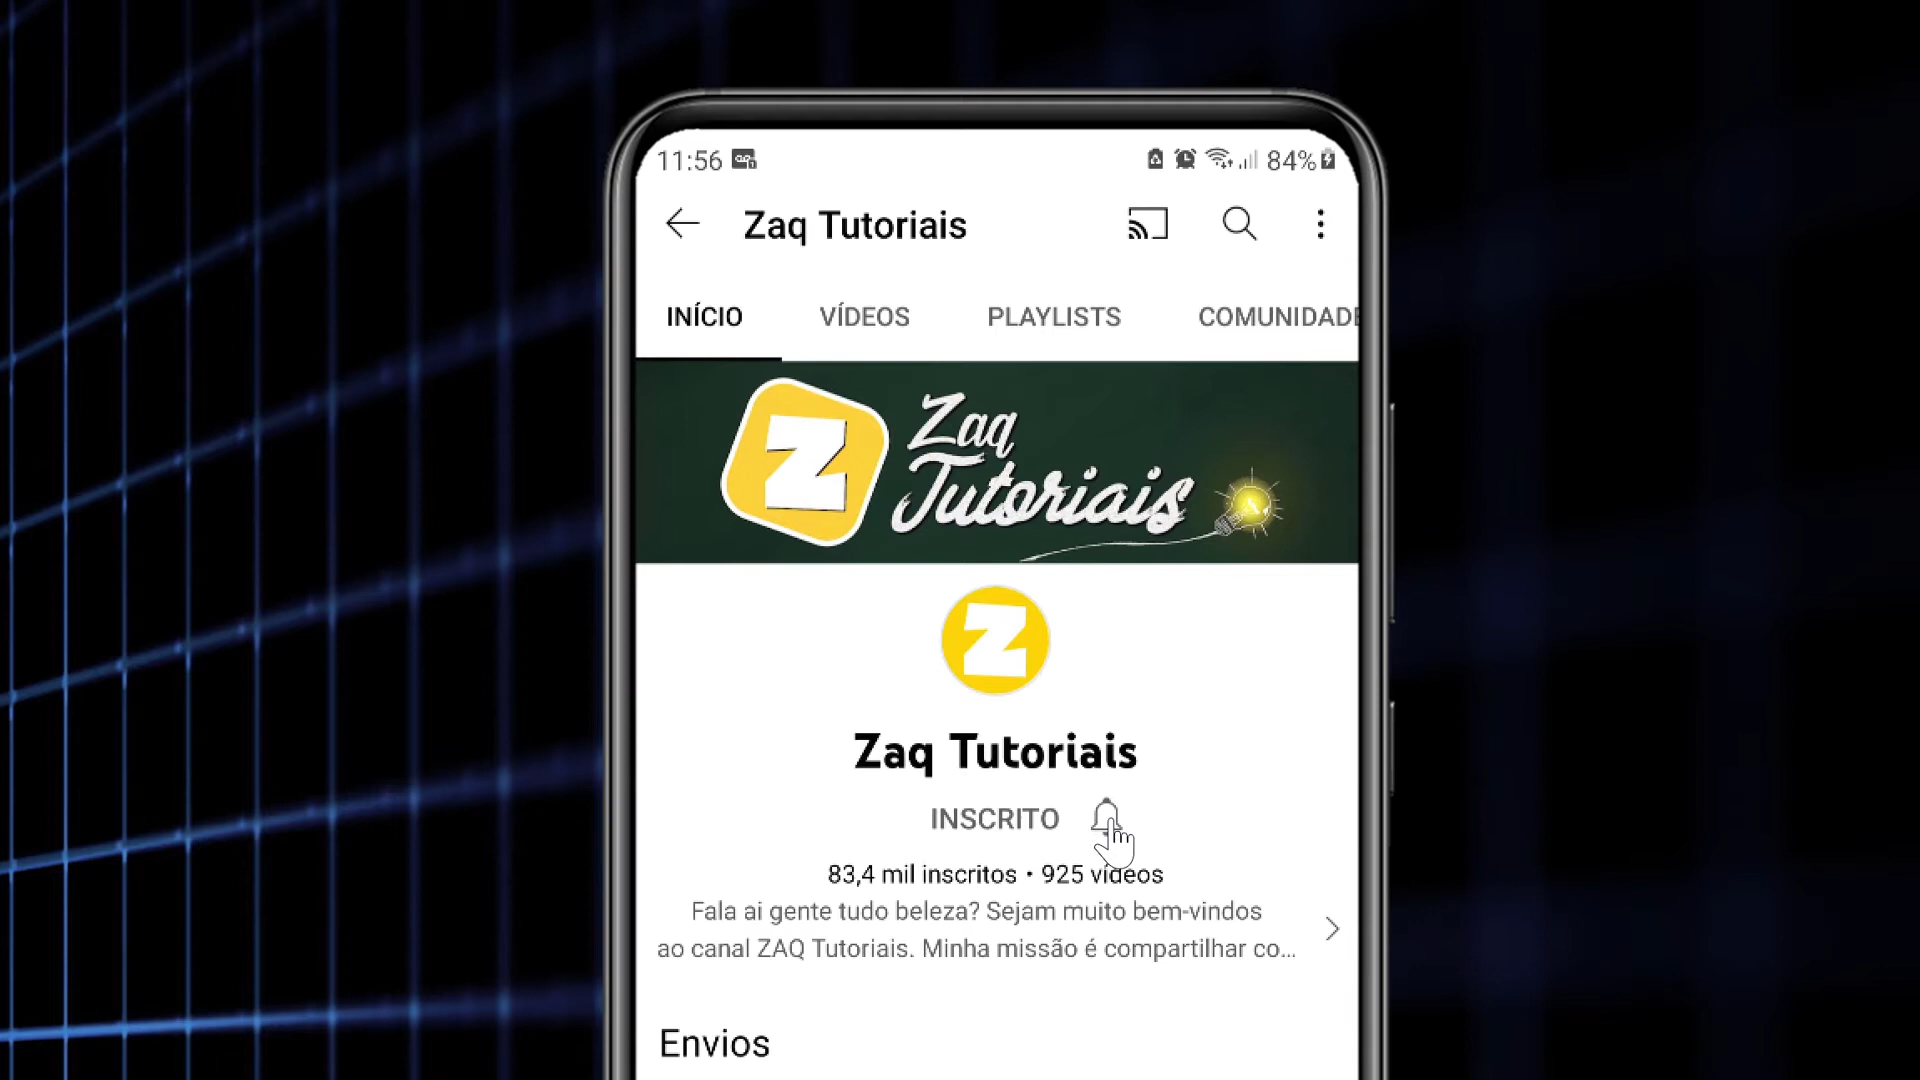 11:56 84%
Zaq Tutoriais
INÍCIO VÍDEOS PLAYLISTS COMUNIDADE
Z Zaq
Tutoriais
Z
Zaq Tutoriais
INSCRITO
83,4 mil inscritos • 925 vídeos
Fala ai gente tudo beleza? Sejam muito bem-vindos
ao canal ZAQ Tutoriais. Minha missão é compartilhar co...
Envios